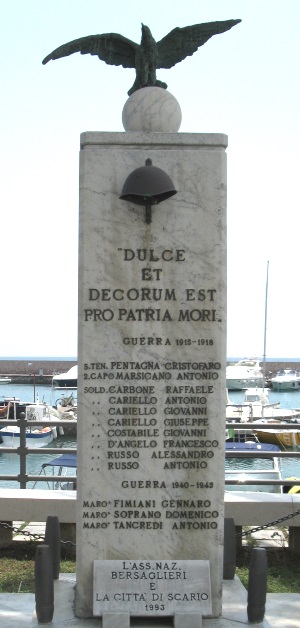 "DULCE
ET
DECORUM EST
PRO PATRIA MORI„
GUERRA 1915-1918
S.TEN. PENTAGNA CRISTOFARO
2.CAPO MARSICANO ANTONIO
SOLD. CARBONE RAFFAELE
,, CARIELLO ANTONIO
,, CARIELLO GIOVANNI
,, CARIELLO GIUSEPPE
,, COSTABILE GIOVANNI
,, D'ANGELO FRANCESCO
,, RUSSO ALESSANDRO
,, RUSSO ANTONIO
GUERRA 1940-1943
MARO' FIMIANI GENNARO
MARO' SOPRANO DOMENICO
MARO' TANCREDI ANTONIO
L'ASS. NAZ.
BERSAGLIERI
E
LA CITTA' DI SCARIO
1993